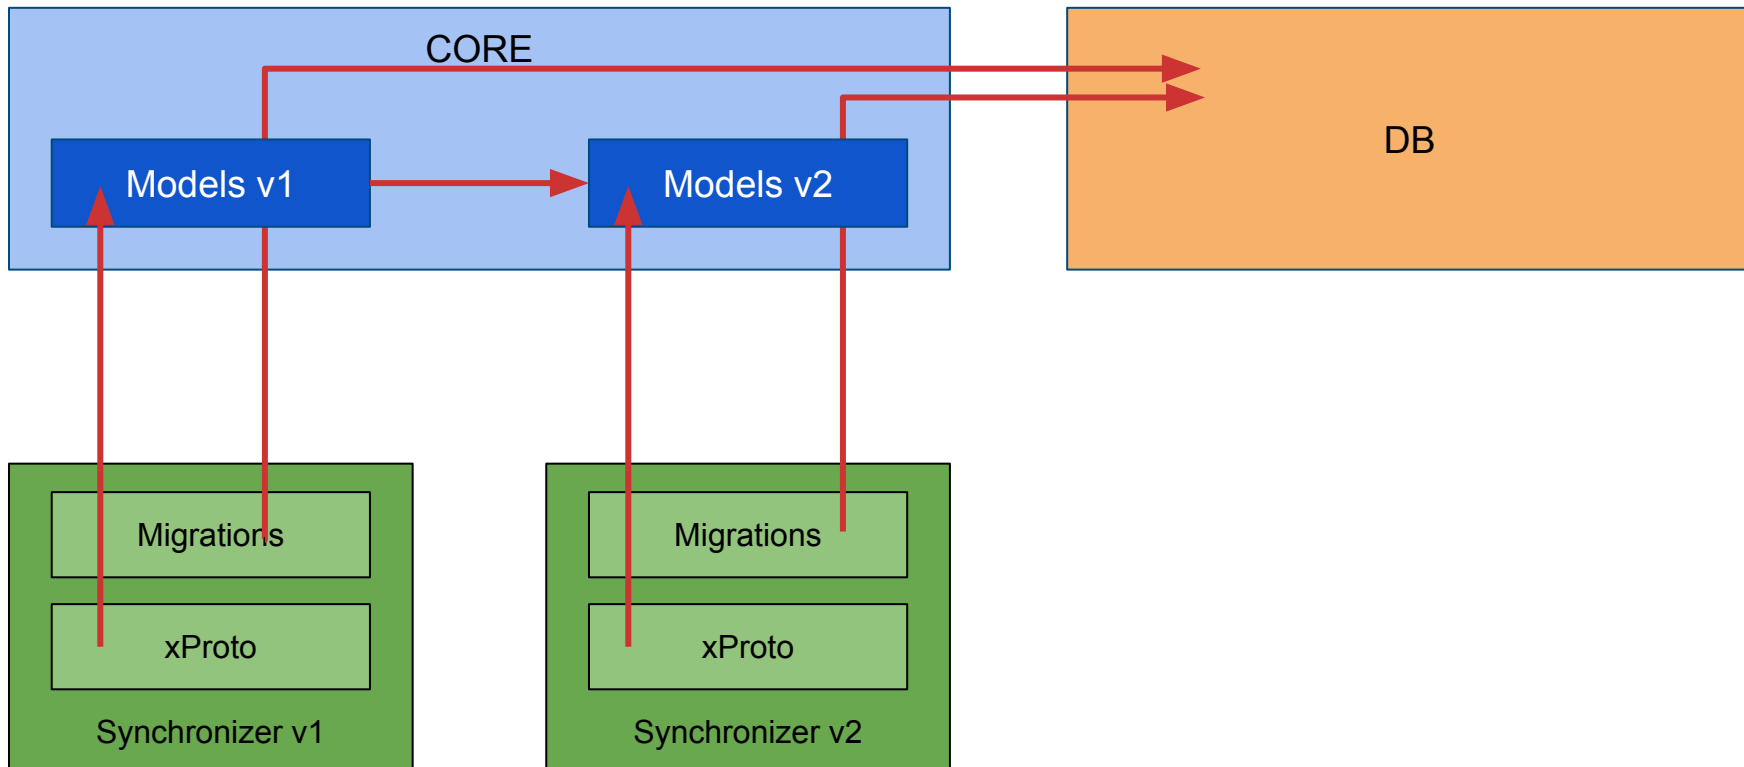 CORE
DB
Models v1
Models v2
Migrations
Migrations
xProto
xProto
Synchronizer v1
Synchronizer v2